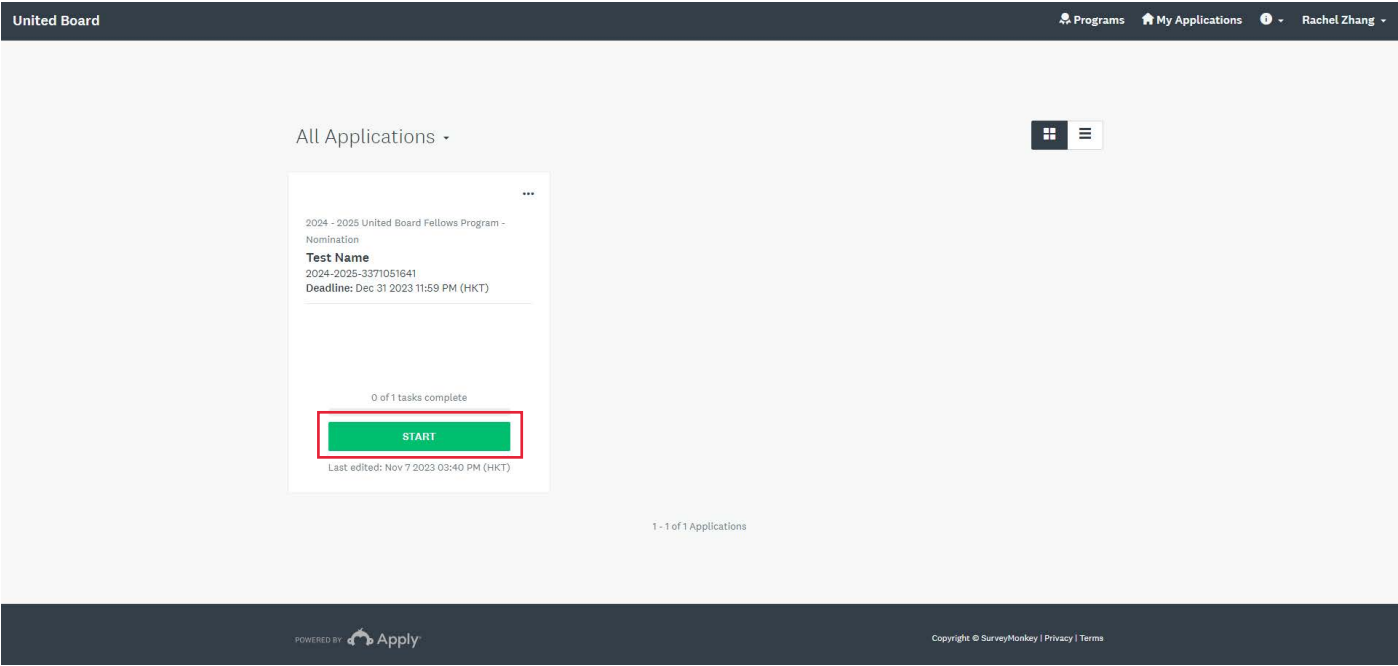 United Board
Programs My Applications Rachel Zhang
All Applications
2024 - 2025 United Board Fellows Program -
Nomination
Test Name
2024-2025-3371051641
Deadline: Dec 31 2023 11:59 PM (HKT)
0 of 1 tasks complete
START
Last edited: Nov 7 2023 03:40 PM (HKT)
1 - 1 of 1 Applications
POWERED BY Apply
Copyright © SurveyMonkey | Privacy | Terms